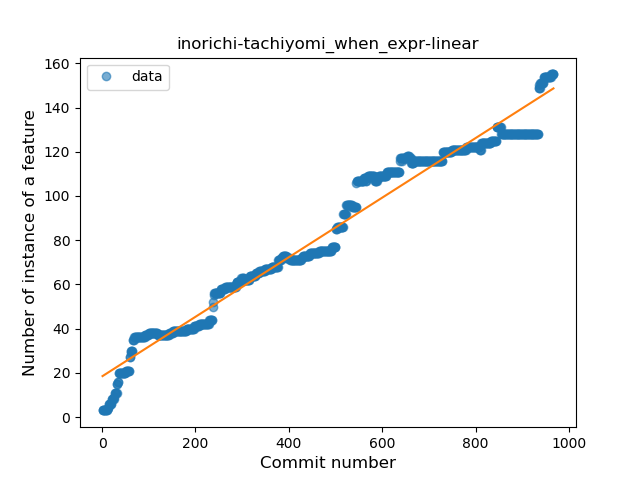 inorichi-tachiyomi_when_expr-linear
data
Number of instance of a feature
160
140
120
100
80
60
40
20
0
0 200 400 600 800 1000
Commit number